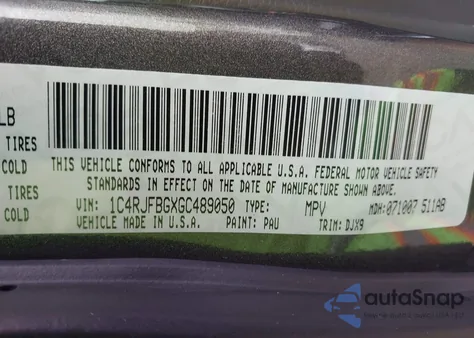 LB
TIRES
COLD
TIRES
COLD
THIS VEHICLE CONFORMS TO ALL APPLICABLE U.S.A. FEDERAL MOTOR VEHICLE SAFETY
STANDARDS IN EFFECT ON THE DATE OF MANUFACTURE SHOWN ABOVE.
VIN: 1C4RJFBGXGC489050 TYPE: MPV MDH: 071007 511AB
VEHICLE MADE IN U.S.A. PAINT: PAU TRIM: DJX9
autoSnap